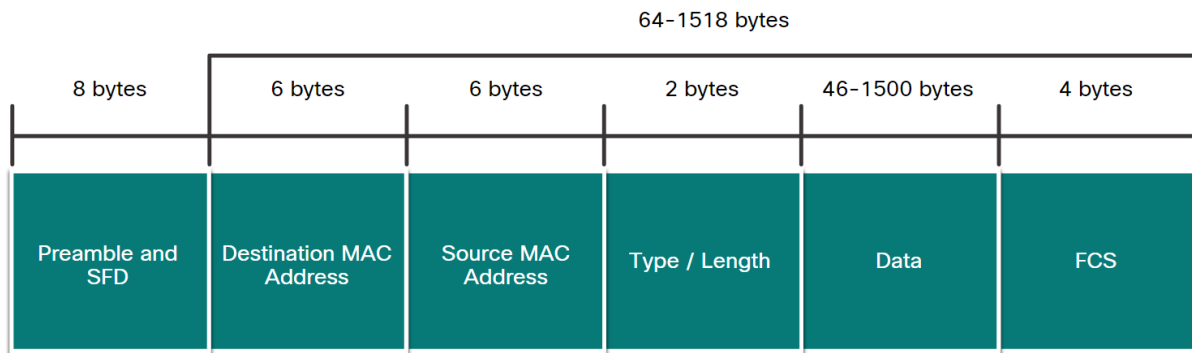 64-1518 bytes
8 bytes
6 bytes
6 bytes
2 bytes
46-1500 bytes
4 bytes
Preamble and
SFD
Destination MAC
Address
Source MAC
Address
Type / Length
Data
FCS